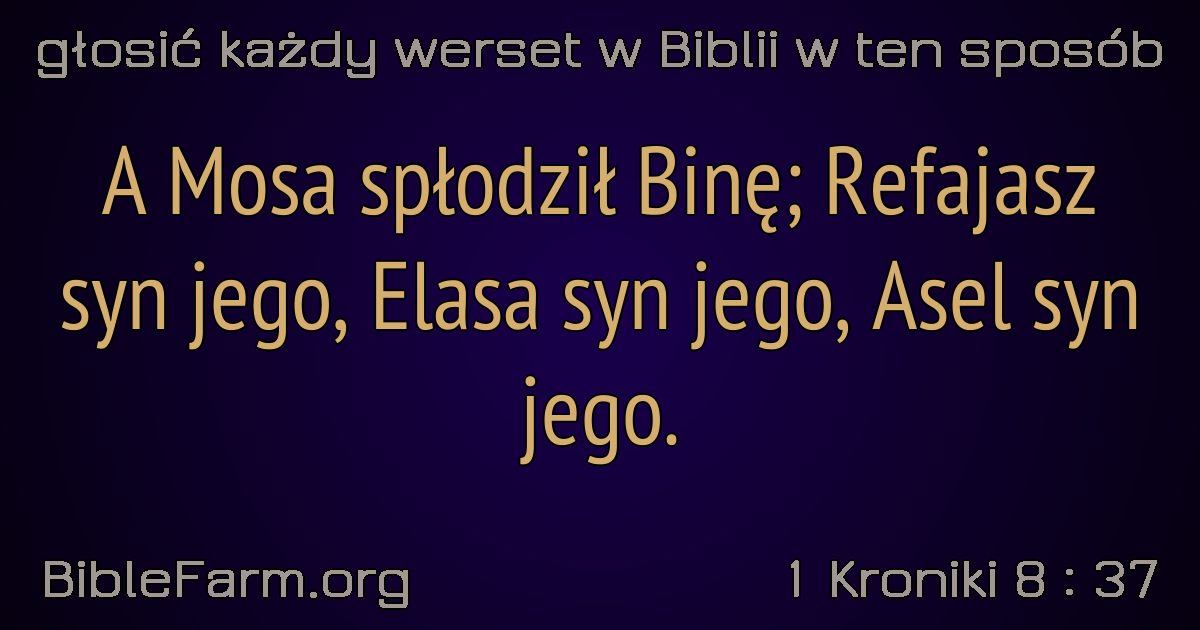 głosić każdy werset w Biblii w ten sposób
A Mosa spłodził Binę; Refajasz
syn jego, Elasa syn jego, Asel syn
jego.
BibleFarm.org
1 Kroniki 8 : 37